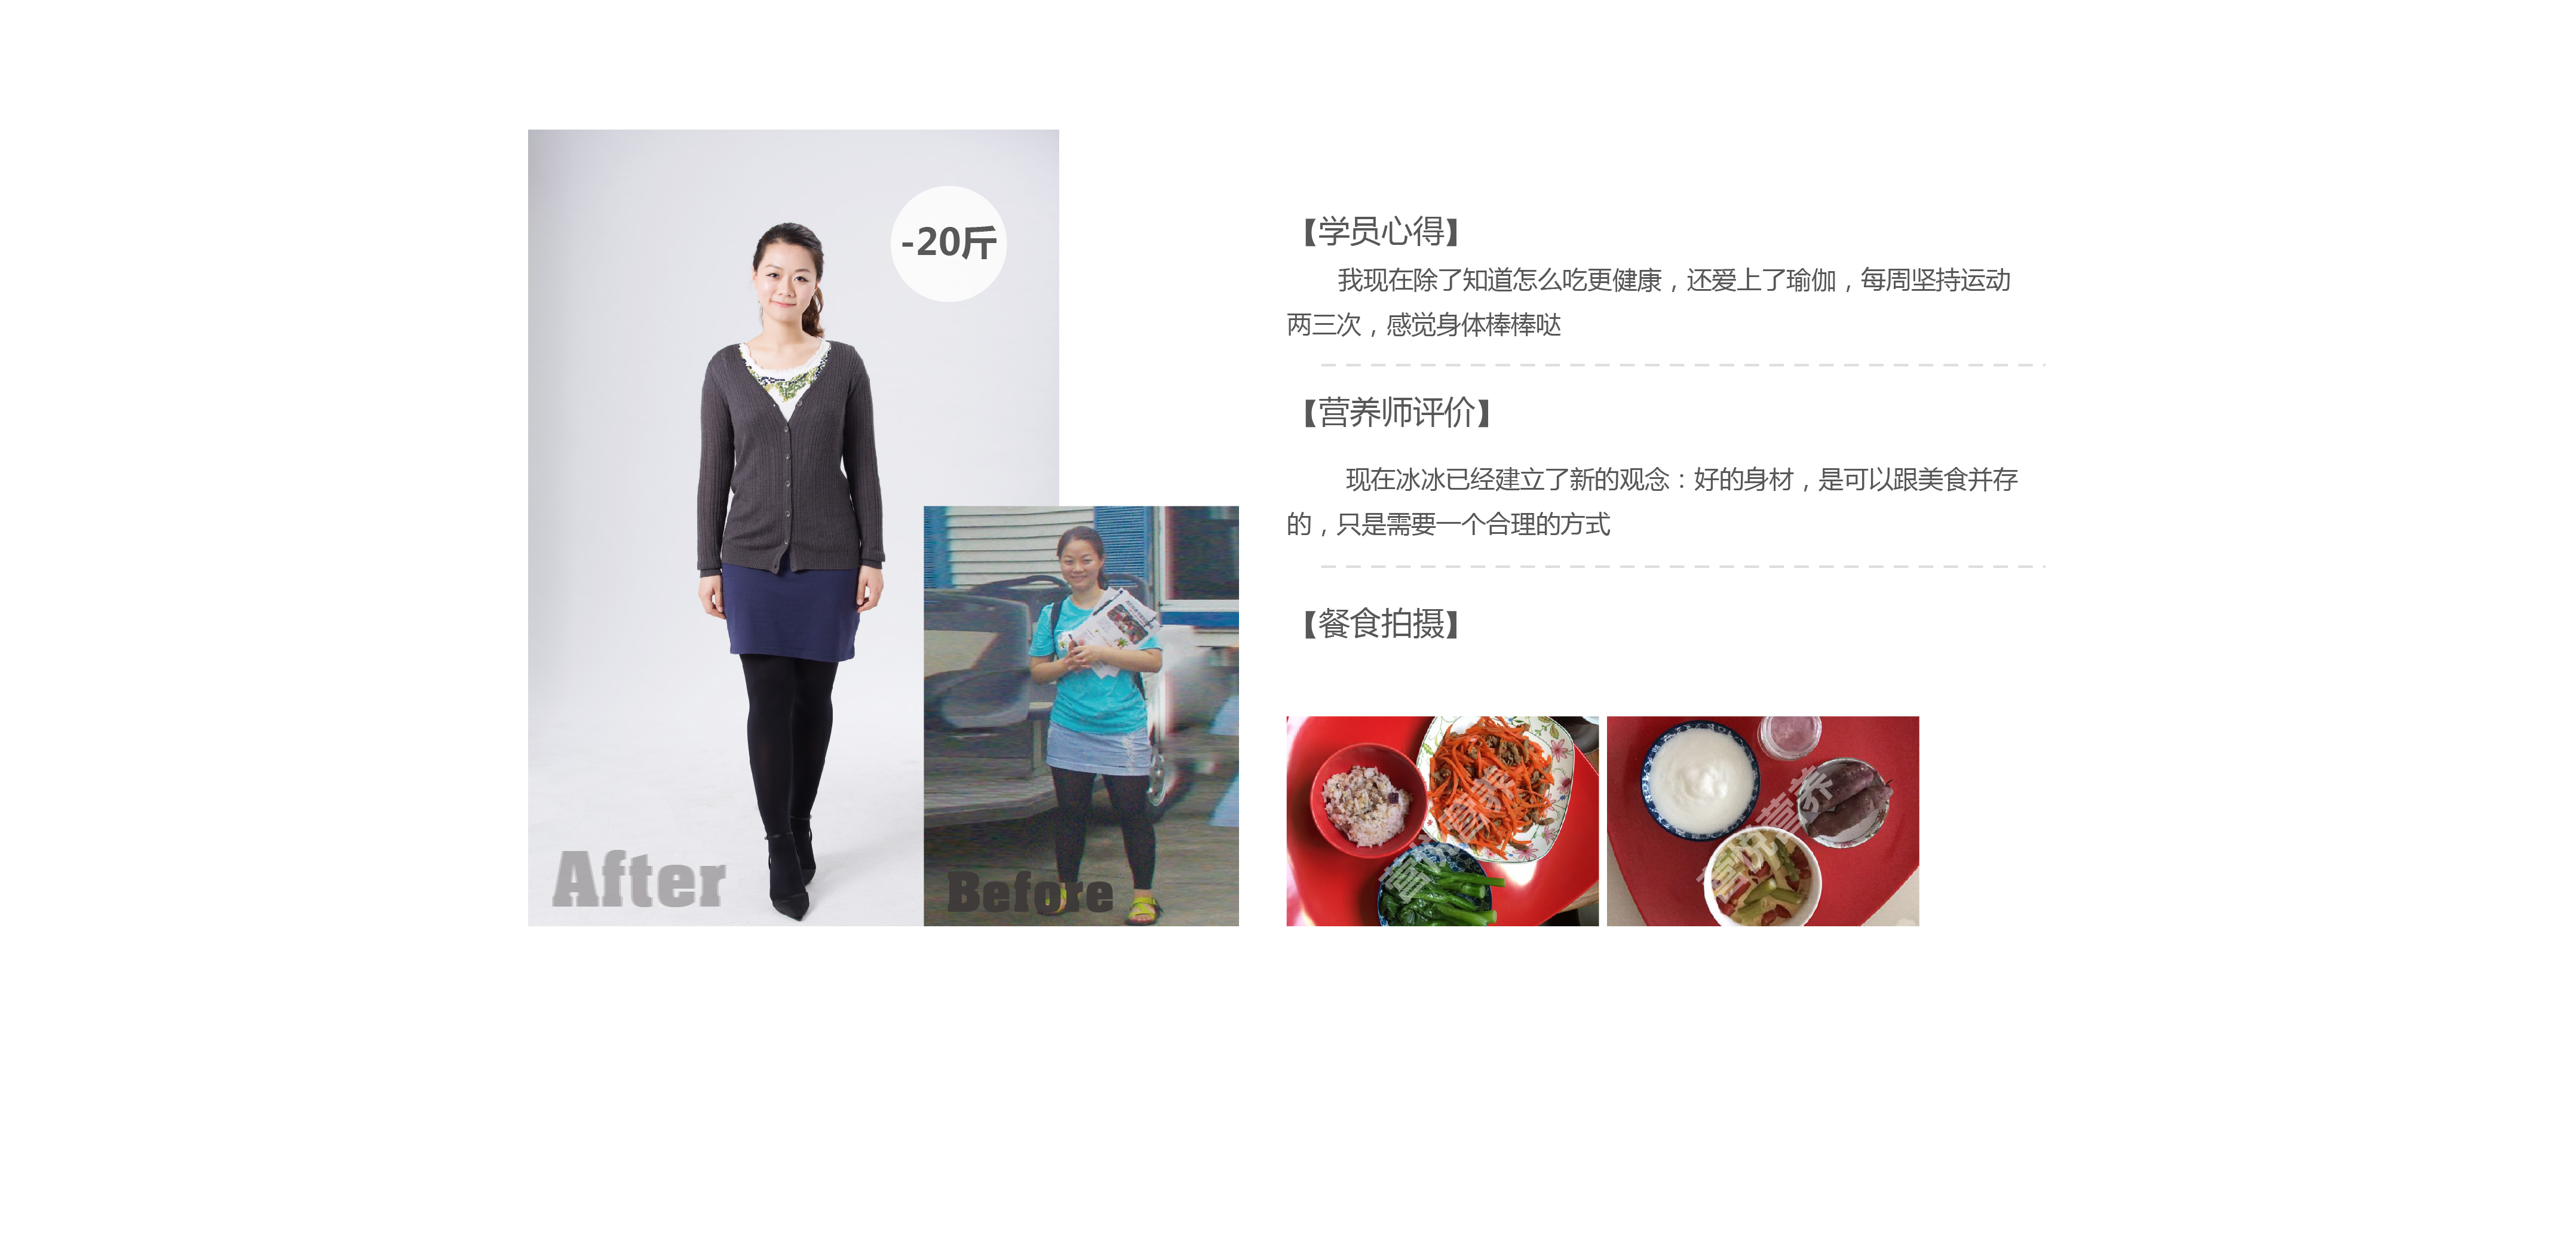 -20斤
After
Before
【学员心得】
我现在除了知道怎么吃更健康，还爱上了瑜伽，每周坚持运动
两三次，感觉身体棒棒哒
【营养师评价】
现在冰冰已经建立了新的观念：好的身材，是可以跟美食并存
的，只是需要一个合理的方式
【餐食拍摄】